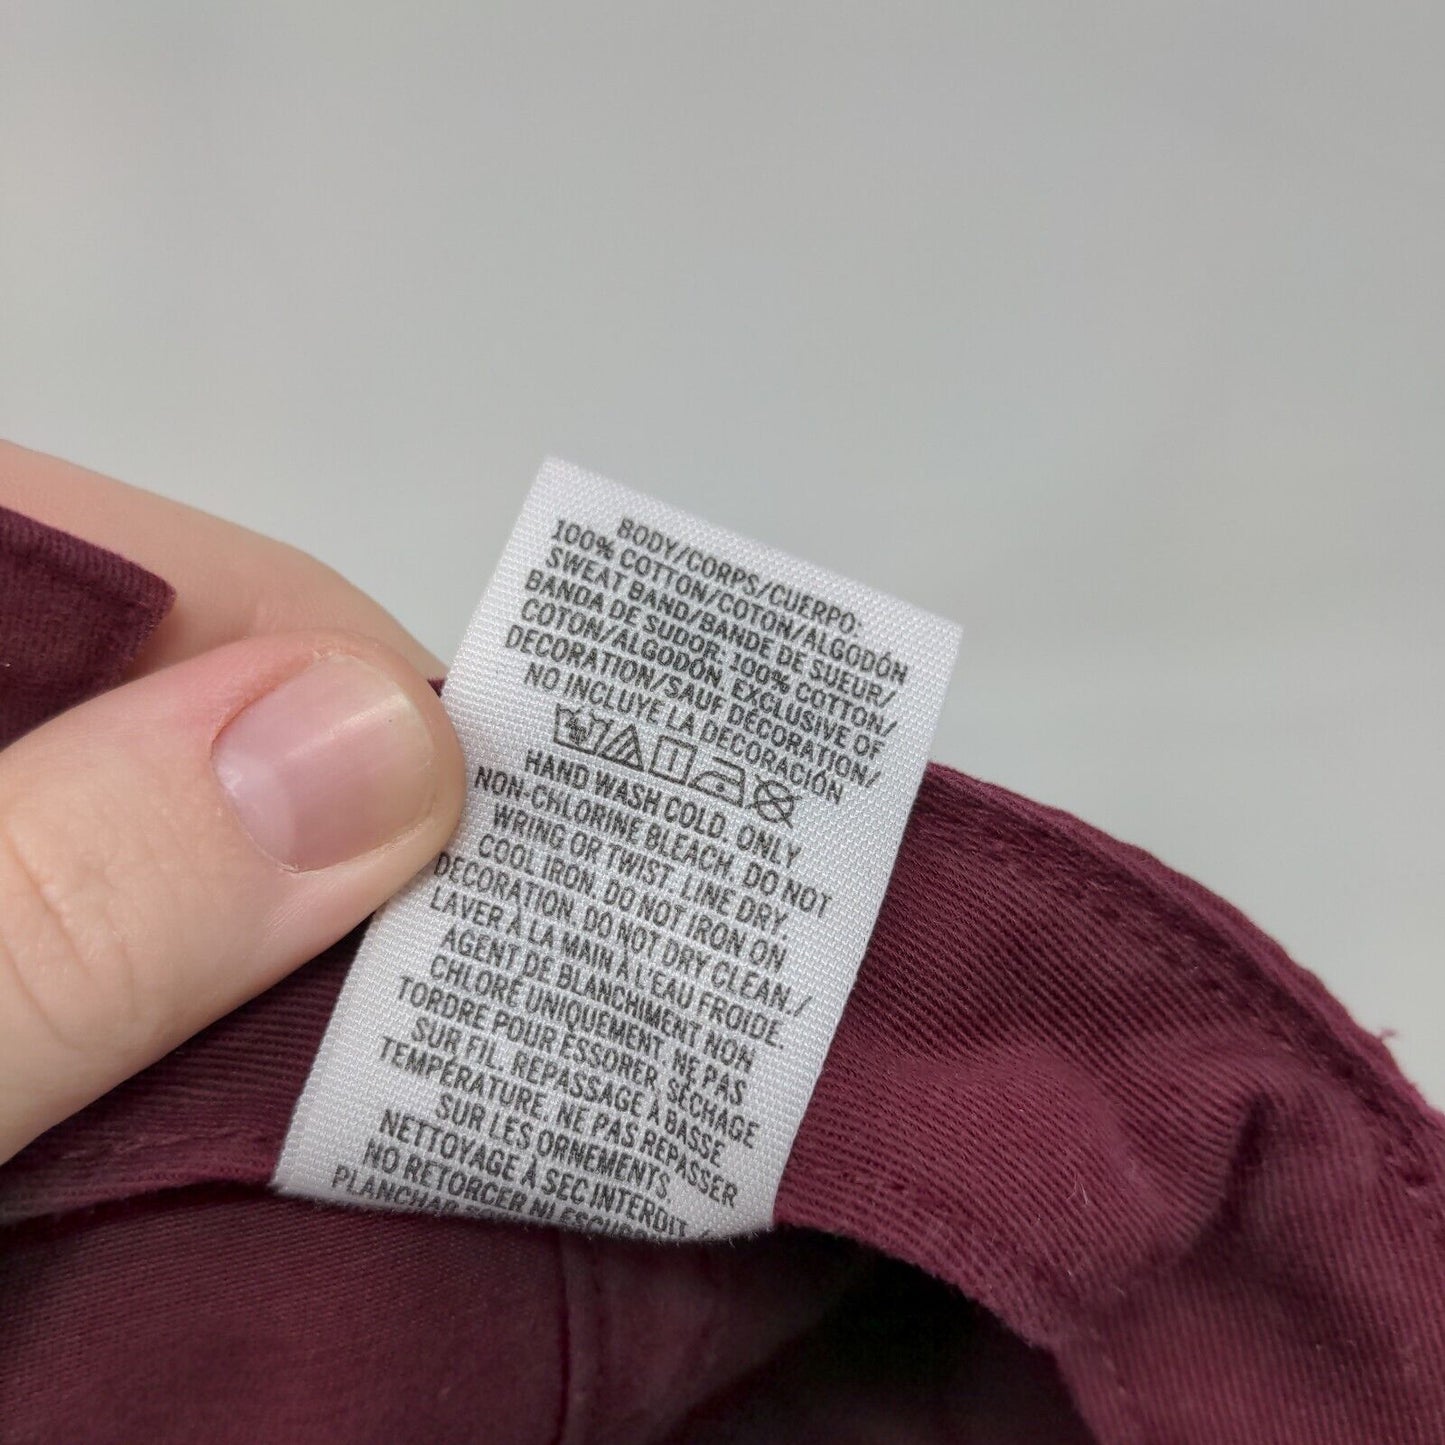 BODY/CORPS/CUERPO.
100% COTTON/COTON/ALGODÓN
SWEAT BAND/BANDE DE SUEUR/
BANDA DE SUDOR, 100% COTTON/
COTON/ALGODÓN, EXCLUSIVE OF
DECORATION/SAUF DÉCORATION/
NO INCLUYE LA DECORACIÓN
HAND WASH COLD. ONLY
NON-CHLORINE BLEACH. DO NOT
WRING OR TWIST. LINE DRY.
COOL IRON. DO NOT IRON ON
DECORATION. DO NOT DRY CLEAN./
LAVER À LA MAIN À L'EAU FROIDE.
AGENT DE BLANCHIMENT NON
CHLORÉ UNIQUEMENT. NE PAS
TORDRE POUR ESSORER, SÉCHAGE
SUR FIL, REPASSAGE À BASSE
TEMPÉRATURE, NE PAS REPASSER
SUR LES ORNEMENTS,
NETTOYAGE À SEC INTERDIT./
NO RETORCER NI
PLANCHAR